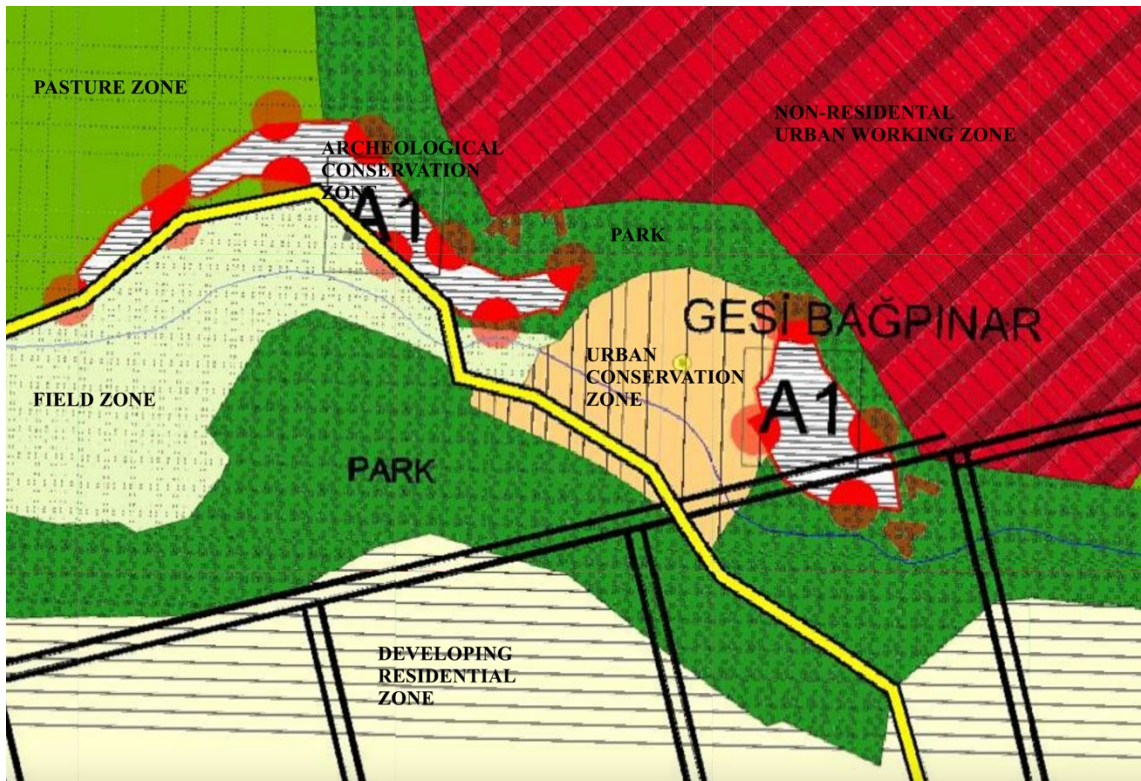 PASTURE ZONE
NON-RESIDENTAL
URBAN WORKING ZONE
ARCHEOLOGICAL
CONSERVATION
ZONE
A1
PARK
GESİ BAĞPINAR
URBAN
CONSERVATION
ZONE
A1
FIELD ZONE
PARK
DEVELOPING
RESIDENTIAL
ZONE